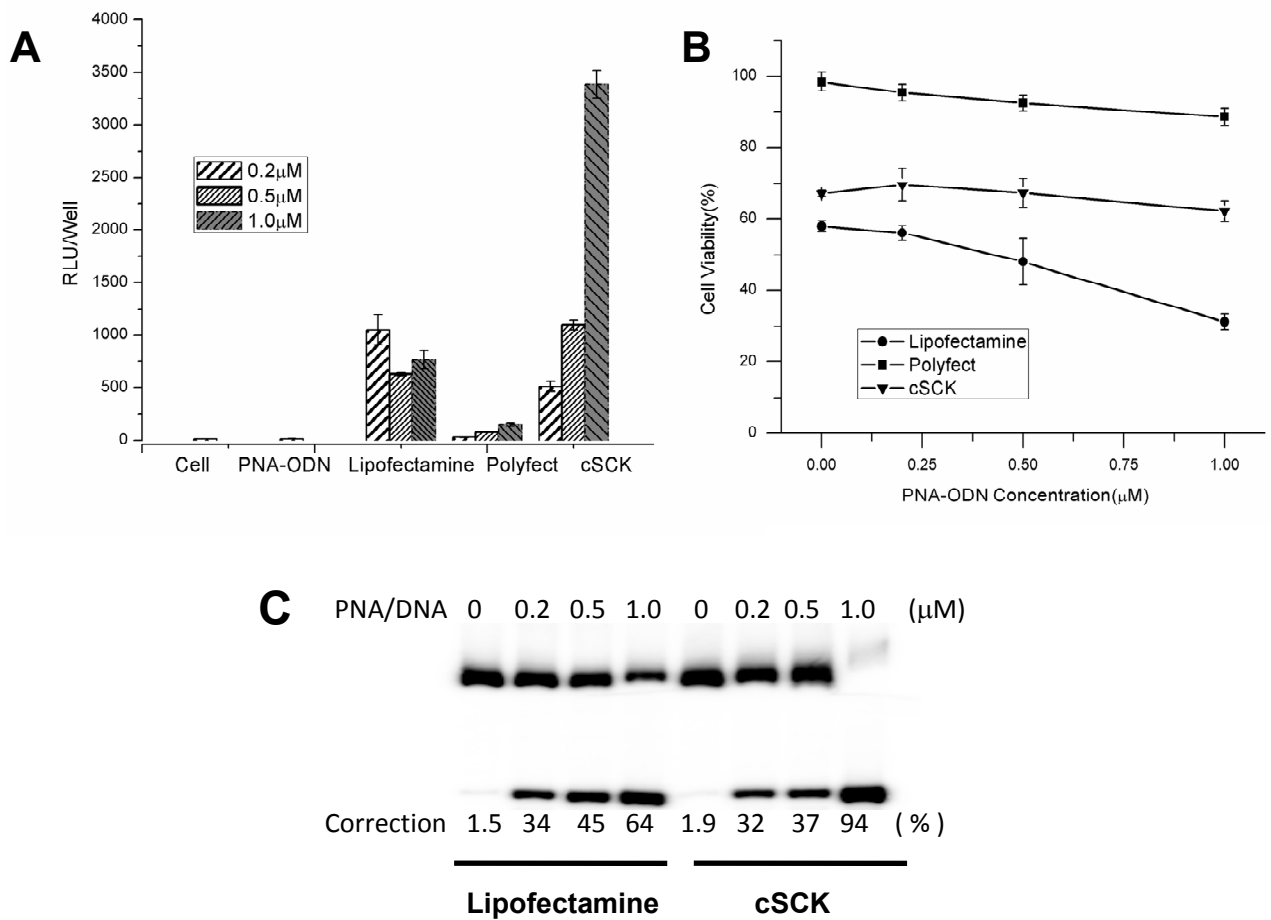 A
4000
3500
3000
2500
2000
1500
1000
500
0
RLU/Well
0.2μM
0.5μM
1.0μM
Cell PNA-ODN Lipofectamine Polyfect cSCK
B
100
80
60
40
20
0
Cell Viability(%)
Lipofectamine
Polyfect
cSCK
0.00 0.25 0.50 0.75 1.00
PNA-ODN Concentration(μM)
C
PNA/DNA 0 0.2 0.5 1.0 0 0.2 0.5 1.0 (μM)
Correction 1.5 34 45 64 1.9 32 37 94 ( % )
Lipofectamine cSCK